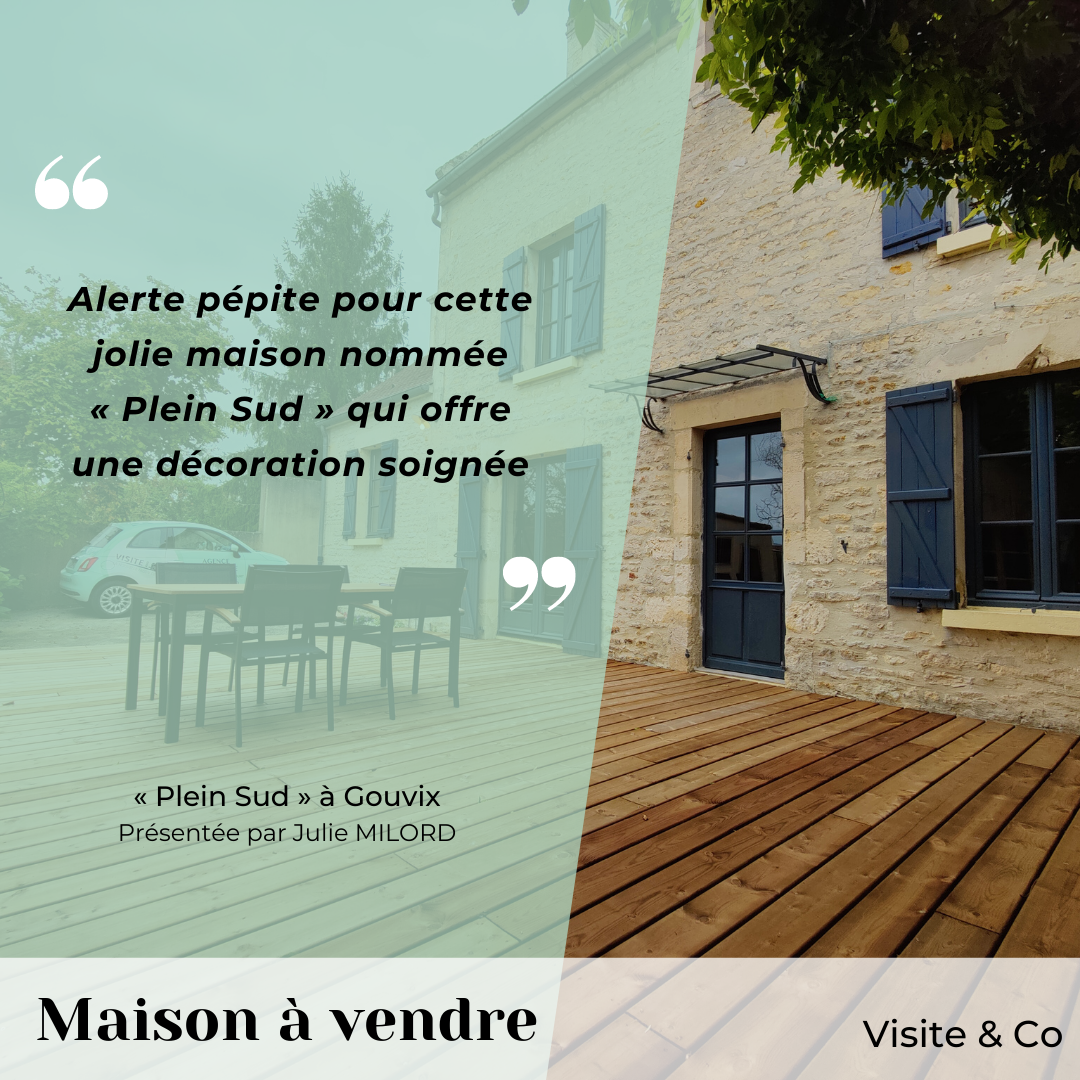 “
Alerte pépite pour cette
jolie maison nommée
« Plein Sud » qui offre
une décoration soignée
”
« Plein Sud » à Gouvix
Présentée par Julie MILORD
Maison à vendre
Visite & Co